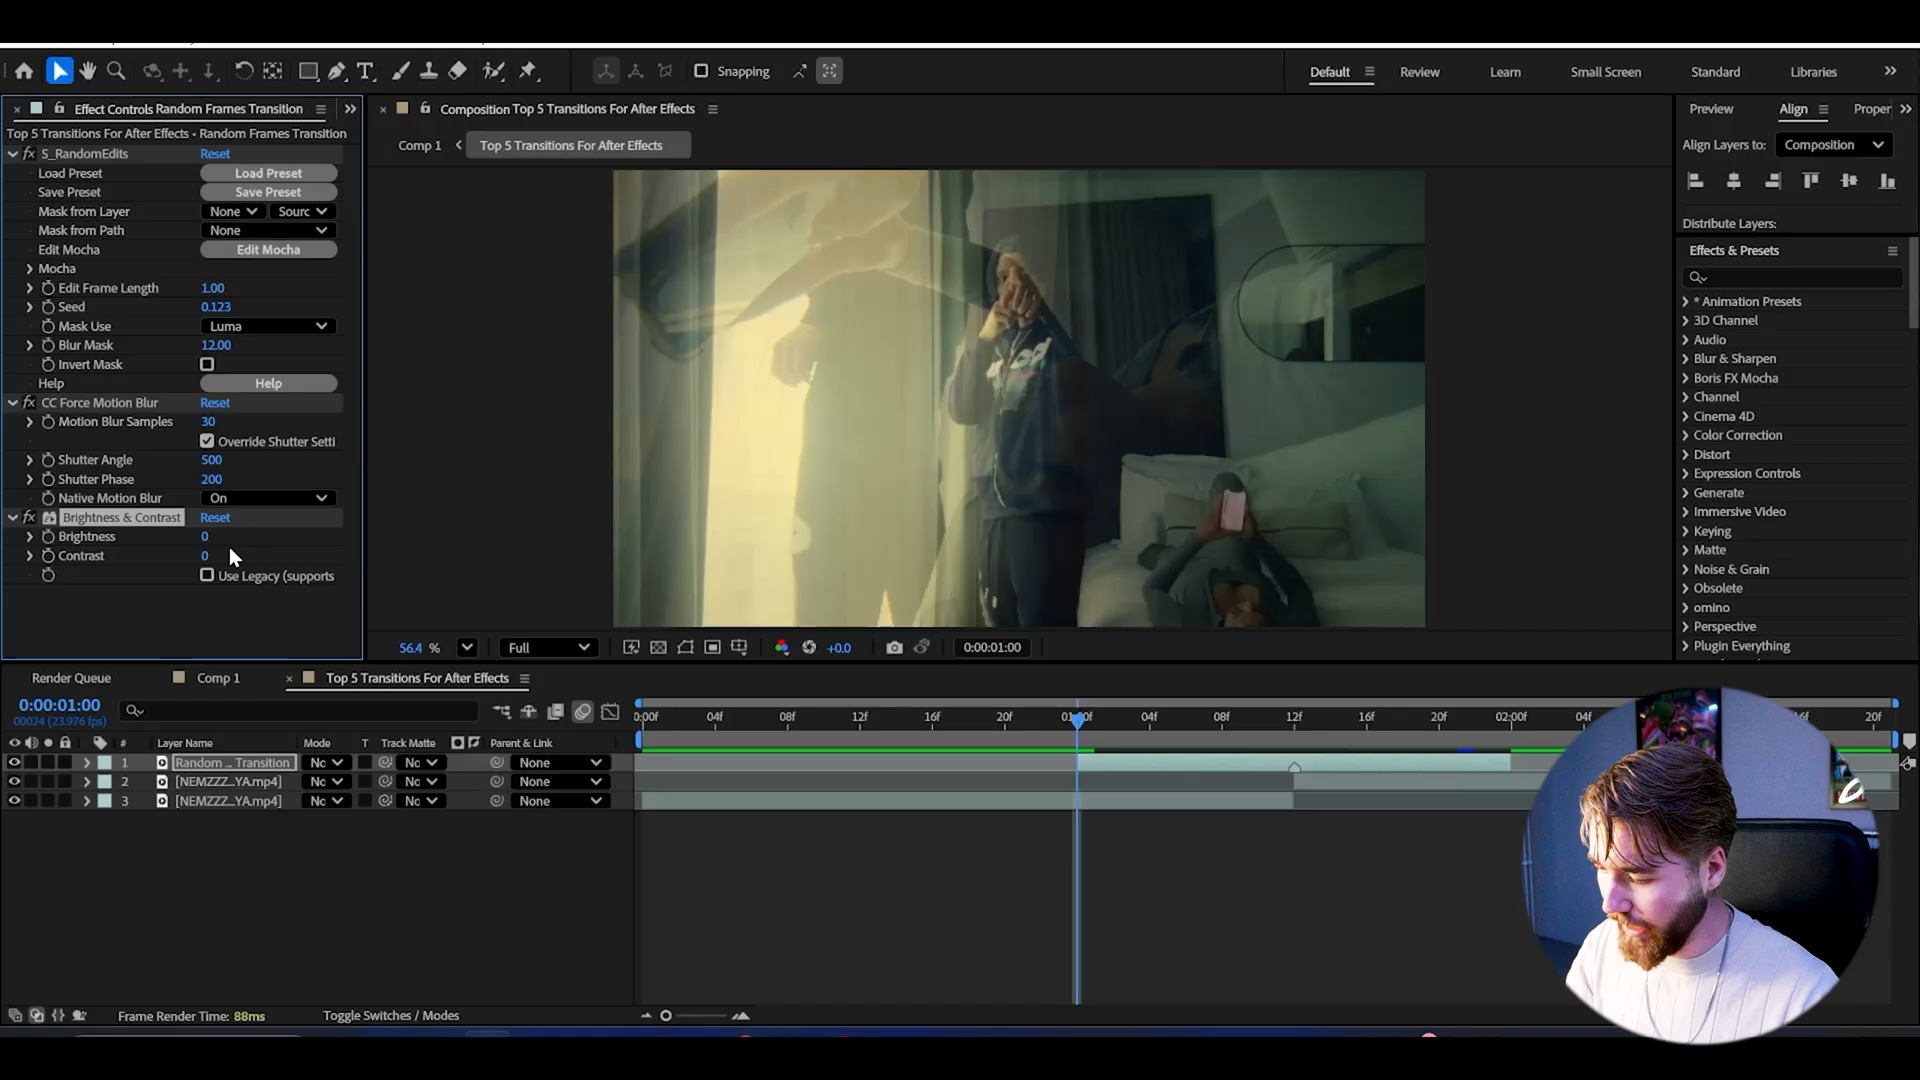 Snapping
Default
Review
Learn
Small Screen
Standard
Libraries
Effect Controls Random Frames Transition
Top 5 Transitions For After Effects • Random Frames Transition
S_RandomEdits Reset
Load Preset Load Preset
Save Preset Save Preset
Mask from Layer None Sourc
Mask from Path None
Edit Mocha Edit Mocha
Mocha
Edit Frame Length 1.00
Seed 0.123
Mask Use Luma
Blur Mask 12.00
Invert Mask
Help Help
CC Force Motion Blur Reset
Motion Blur Samples 30
Override Shutter Setti
Shutter Angle 500
Shutter Phase 200
Native Motion Blur On
Brightness & Contrast Reset
Brightness 0
Contrast 0
Use Legacy (supports
Composition Top 5 Transitions For After Effects
Comp 1 Top 5 Transitions For After Effects
56.4 % Full +0.0 0:00:01:00
Preview Align Proper
Align Layers to: Composition
Distribute Layers:
Effects & Presets
* Animation Presets
3D Channel
Audio
Blur & Sharpen
Boris FX Mocha
Channel
Cinema 4D
Color Correction
Distort
Expression Controls
Generate
Immersive Video
Keying
Matte
Noise & Grain
Obsolete
omino
Perspective
Plugin Everything
Render Queue Comp 1 Top 5 Transitions For After Effects
0:00:01:00
00024 (23.976 fps)
0:00f 04f 08f 12f 16f 20f 04f 08f 12f 16f 20f 02:00f 04f 20f
# Layer Name Mode T Track Matte Parent & Link
1 Random ... Transition Nc Nc None
2 [NEMZZZ...YA.mp4] Nc Nc None
3 [NEMZZZ...YA.mp4] Nc Nc None
Frame Render Time: 88ms
Toggle Switches / Modes